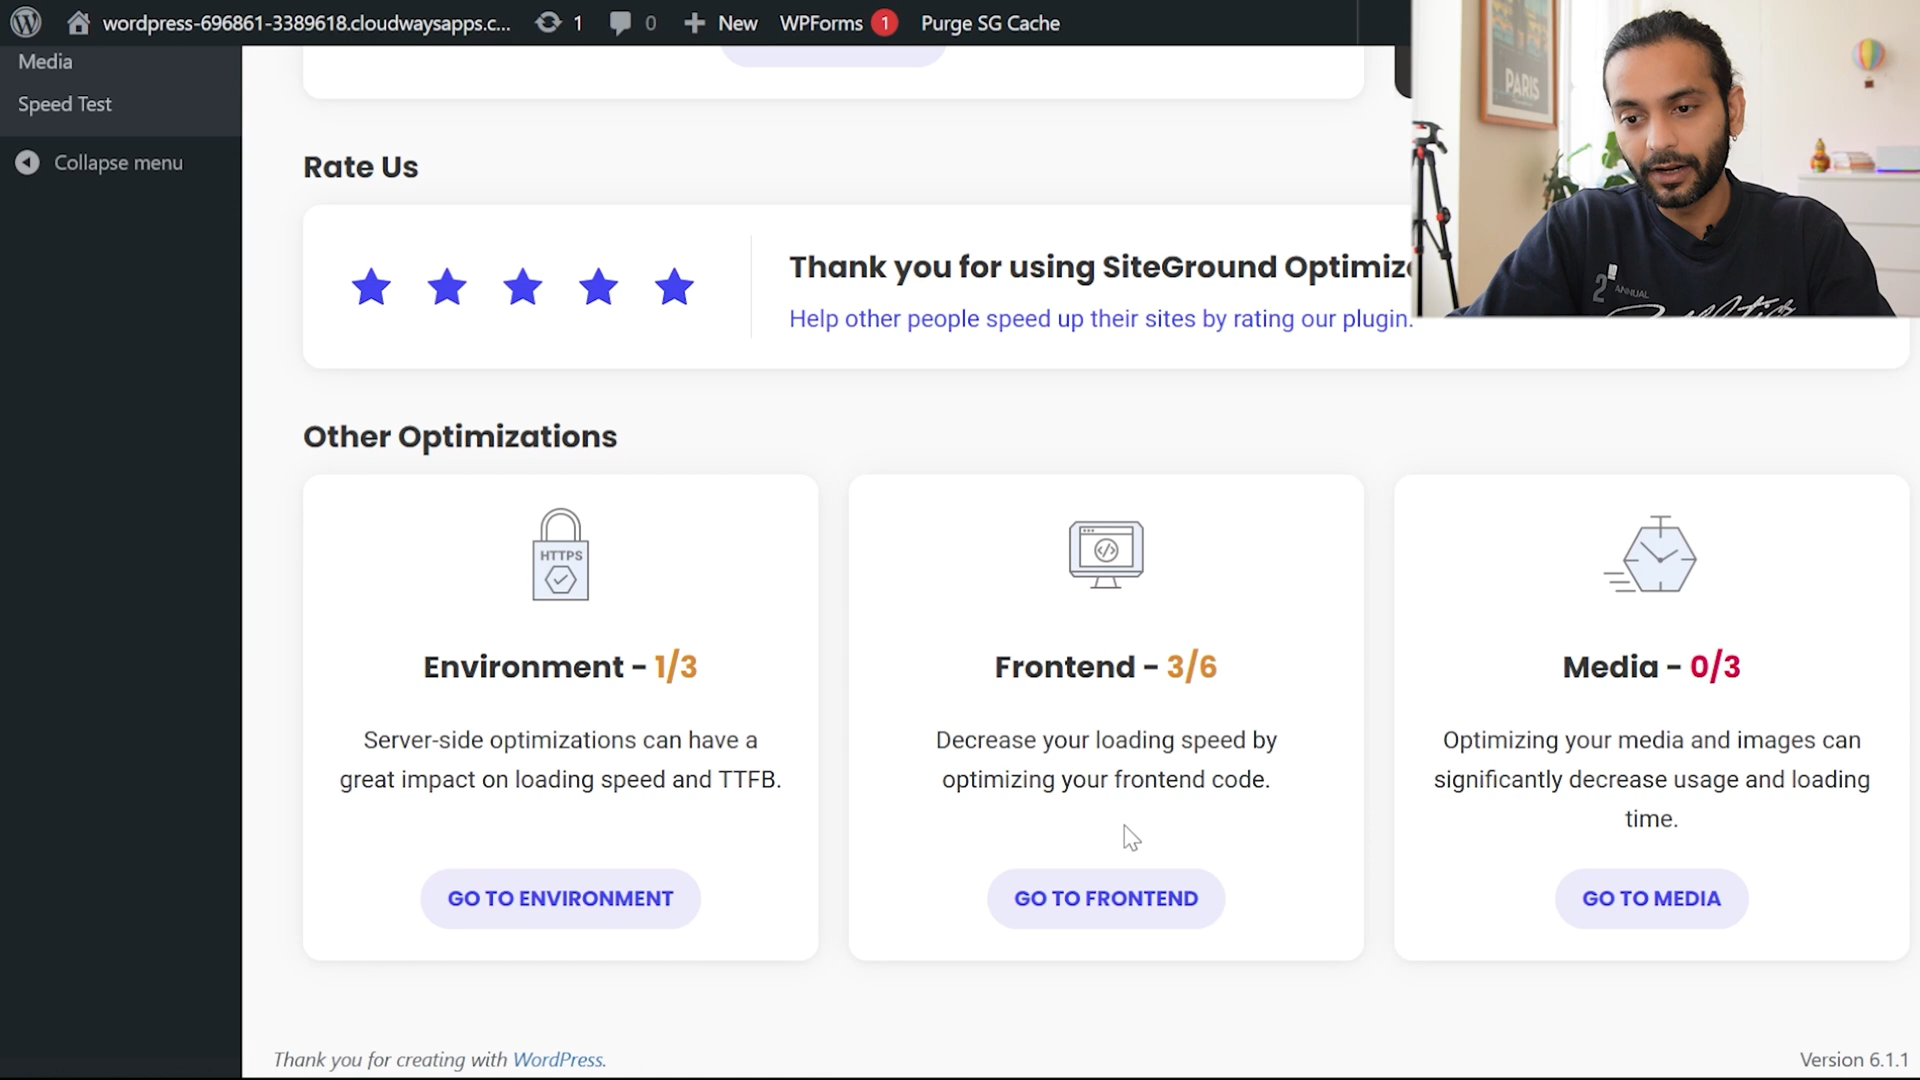 wordpress-696861-3389618.cloudwaysapps.c... 1 0 New WPForms 1 Purge SG Cache
Media
Speed Test
Collapse menu
PARIS
Rate Us
Thank you for using SiteGround Optimiz
Help other people speed up their sites by rating our plugin.
2nd ANNUAL
Other Optimizations
HTTPS
Environment - 1/3
Server-side optimizations can have a
great impact on loading speed and TTFB.
GO TO ENVIRONMENT
Frontend - 3/6
Decrease your loading speed by
optimizing your frontend code.
GO TO FRONTEND
Media - 0/3
Optimizing your media and images can
significantly decrease usage and loading
time.
GO TO MEDIA
Thank you for creating with WordPress.
Version 6.1.1